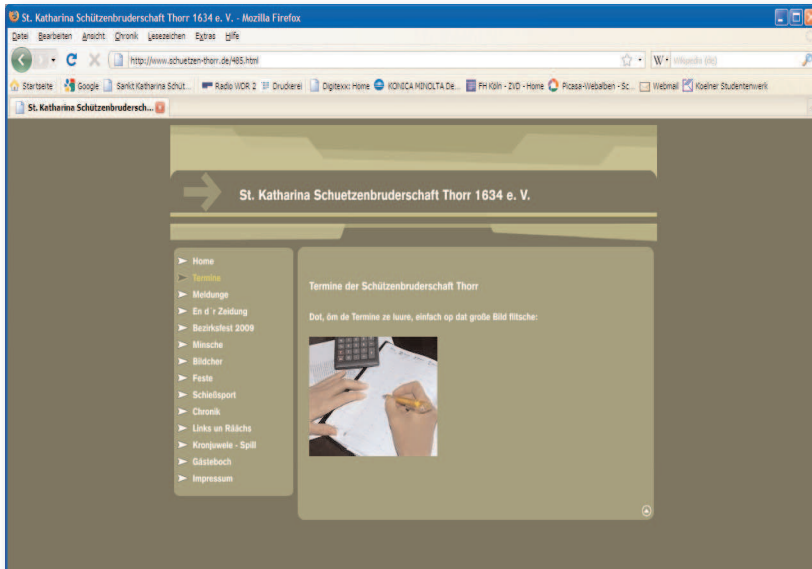 St. Katharina Schützenbruderschaft Thorr 1634 e. V. - Mozilla Firefox
Datei Bearbeiten Ansicht Chronik Lesezeichen Extras Hilfe
http://www.schuetzen-thorr.de/485.html
W Wikipedia (de)
Startseite Google Sankt Katharina Schüt... Radio WDR 2 Druckerei Digitexx: Home KONICA MINOLTA De... FH Köln - ZVD - Home Picasa-Webalben - Sc... Webmail Koelner Studentenwerk
St. Katharina Schützenbrudersch...
St. Katharina Schuetzenbruderschaft Thorr 1634 e. V.
Home
Termine
Meldunge
En d´r Zeidung
Bezirksfest 2009
Minsche
Bildcher
Feste
Schießsport
Chronik
Links un Räächs
Kronjuwele - Spill
Gästeboch
Impressum
Termine der Schützenbruderschaft Thorr
Dot, öm de Termine ze luure, einfach op dat große Bild flitsche: